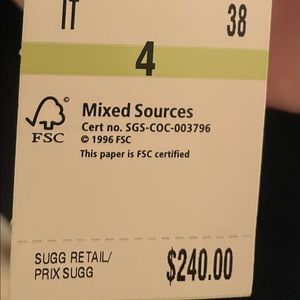 IT 38
4
FSC
©
Mixed Sources
Cert no. SGS-COC-003796
© 1996 FSC
This paper is FSC certified
SUGG RETAIL/
PRIX SUGG
$240.00